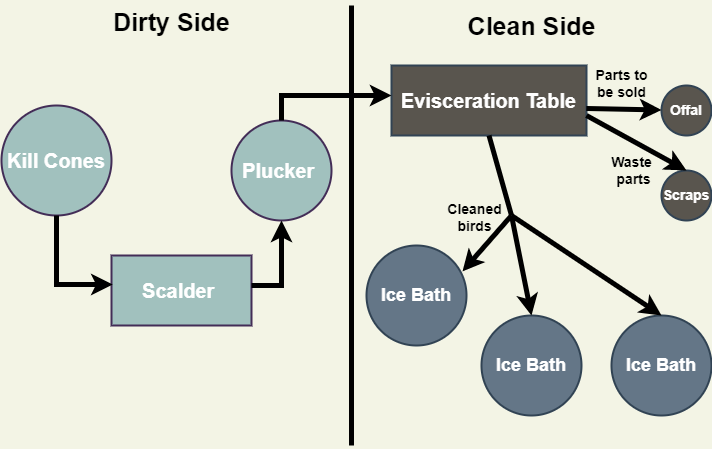 Dirty Side
Clean Side
Kill Cones
Scalder
Plucker
Evisceration Table
Parts to
be sold
Offal
Waste
parts
Scraps
Cleaned
birds
Ice Bath
Ice Bath
Ice Bath